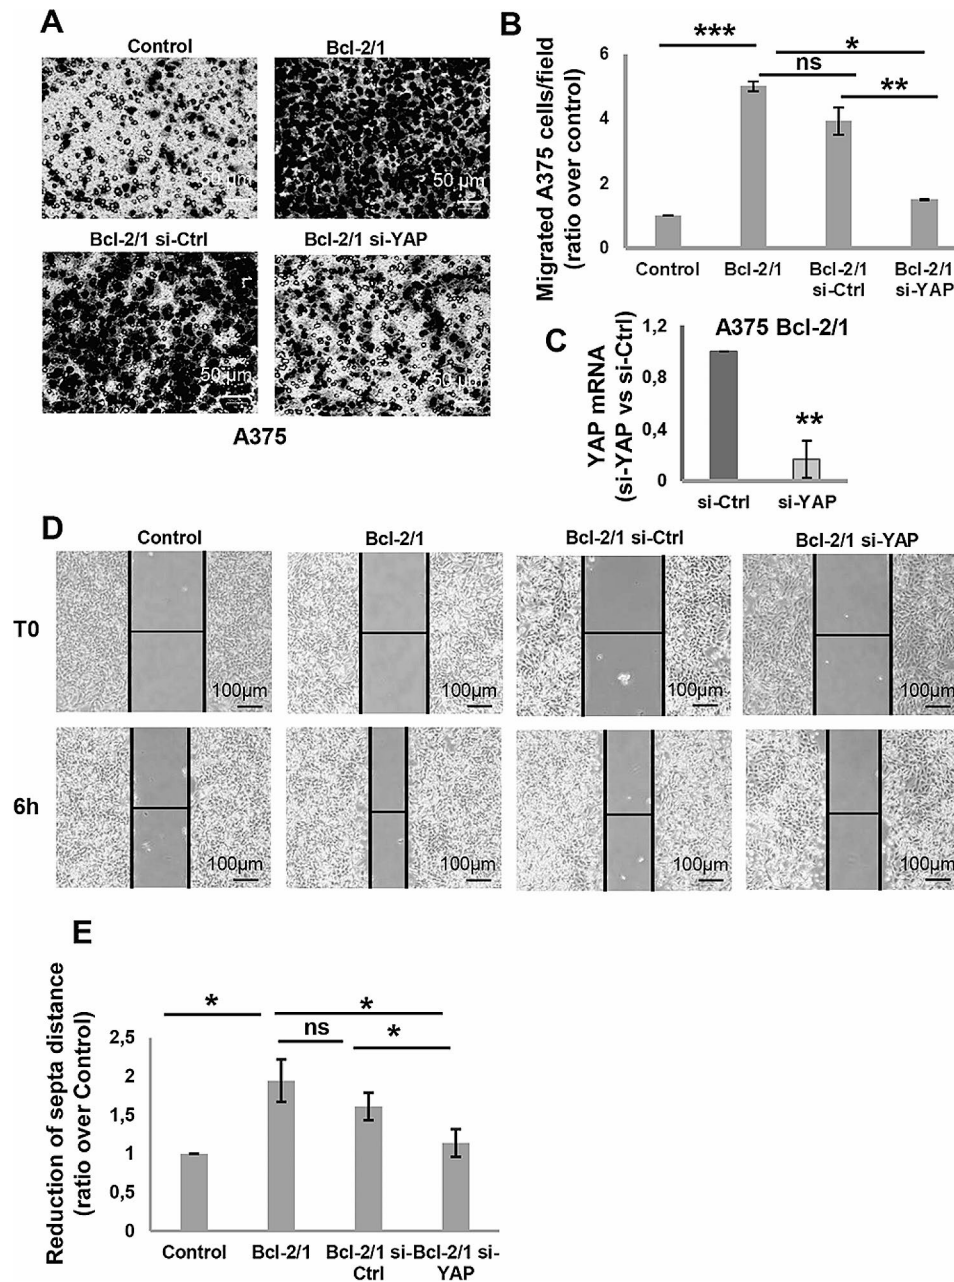 A
Control
Bcl-2/1
50 µm
50 µm
Bcl-2/1 si-Ctrl
Bcl-2/1 si-YAP
50 µm
50 µm
A375
B
Migrated A375 cells/field
(ratio over control)
6
4
2
0
***
*
ns
**
Control
Bcl-2/1
Bcl-2/1
si-Ctrl
Bcl-2/1
si-YAP
C
A375 Bcl-2/1
YAP mRNA
(si-YAP vs si-Ctrl)
1,2
0,8
0,4
0
**
si-Ctrl
si-YAP
D
Control
Bcl-2/1
Bcl-2/1 si-Ctrl
Bcl-2/1 si-YAP
T0
100µm
100µm
100µm
100µm
6h
100µm
100µm
100µm
100µm
E
Reduction of septa distance
(ratio over Control)
2,5
2
1,5
1
0,5
0
*
*
ns
*
Control
Bcl-2/1
Bcl-2/1 si-
Ctrl
Bcl-2/1 si-
YAP